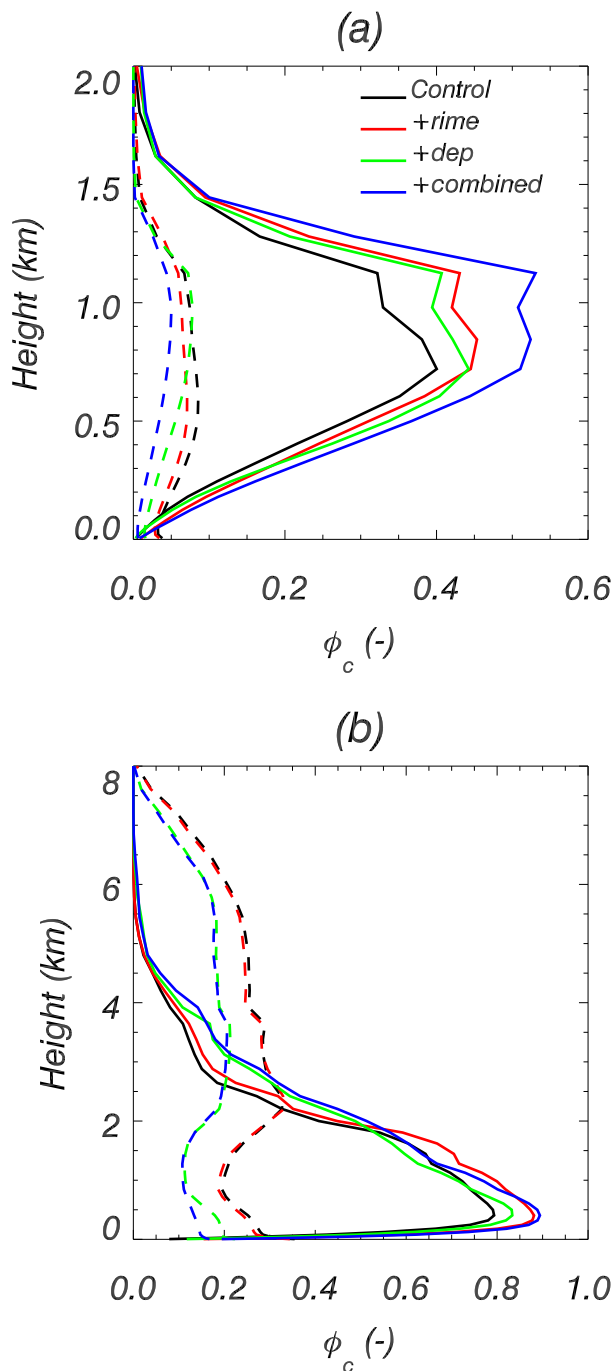 (a)
2.0
1.5
1.0
0.5
0.0
Height (km)
Control
+rime
+dep
+combined
0.0 0.2 0.4 0.6
ϕc (-)
(b)
8
6
4
2
0
Height (km)
0.0 0.2 0.4 0.6 0.8 1.0
ϕc (-)